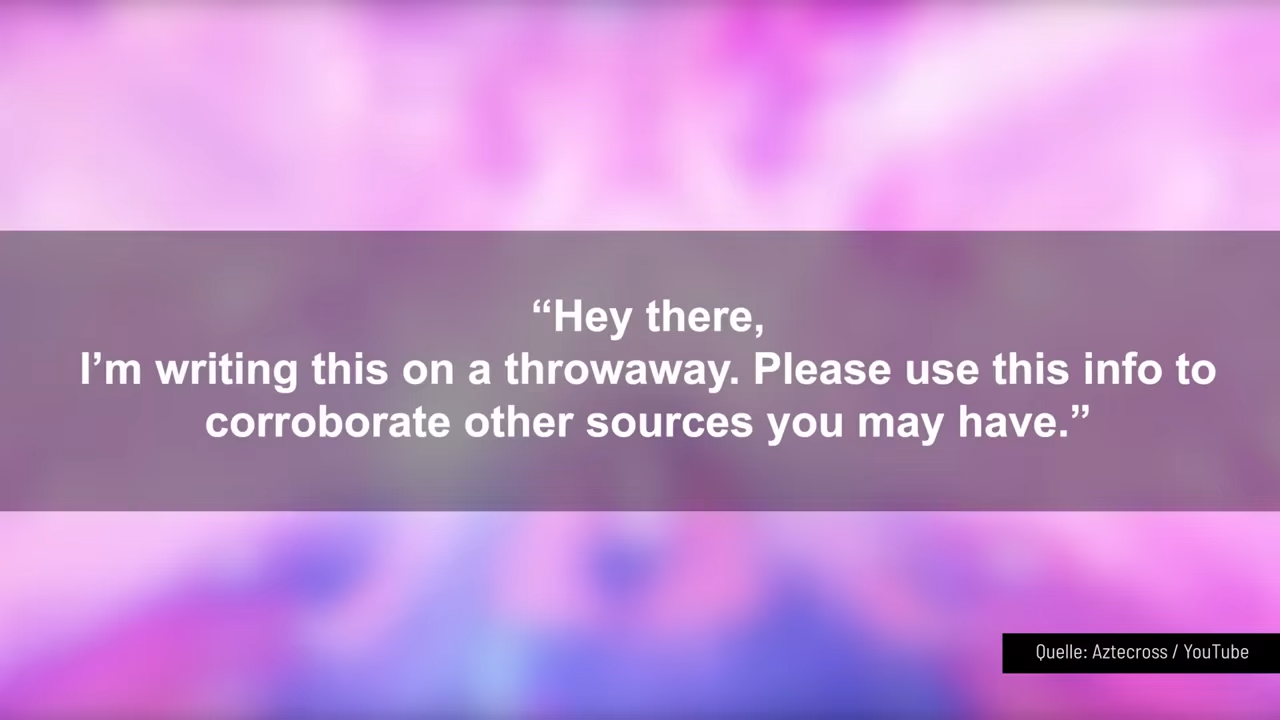 “Hey there,
I’m writing this on a throwaway. Please use this info to
corroborate other sources you may have.”
Quelle: Aztecross / YouTube